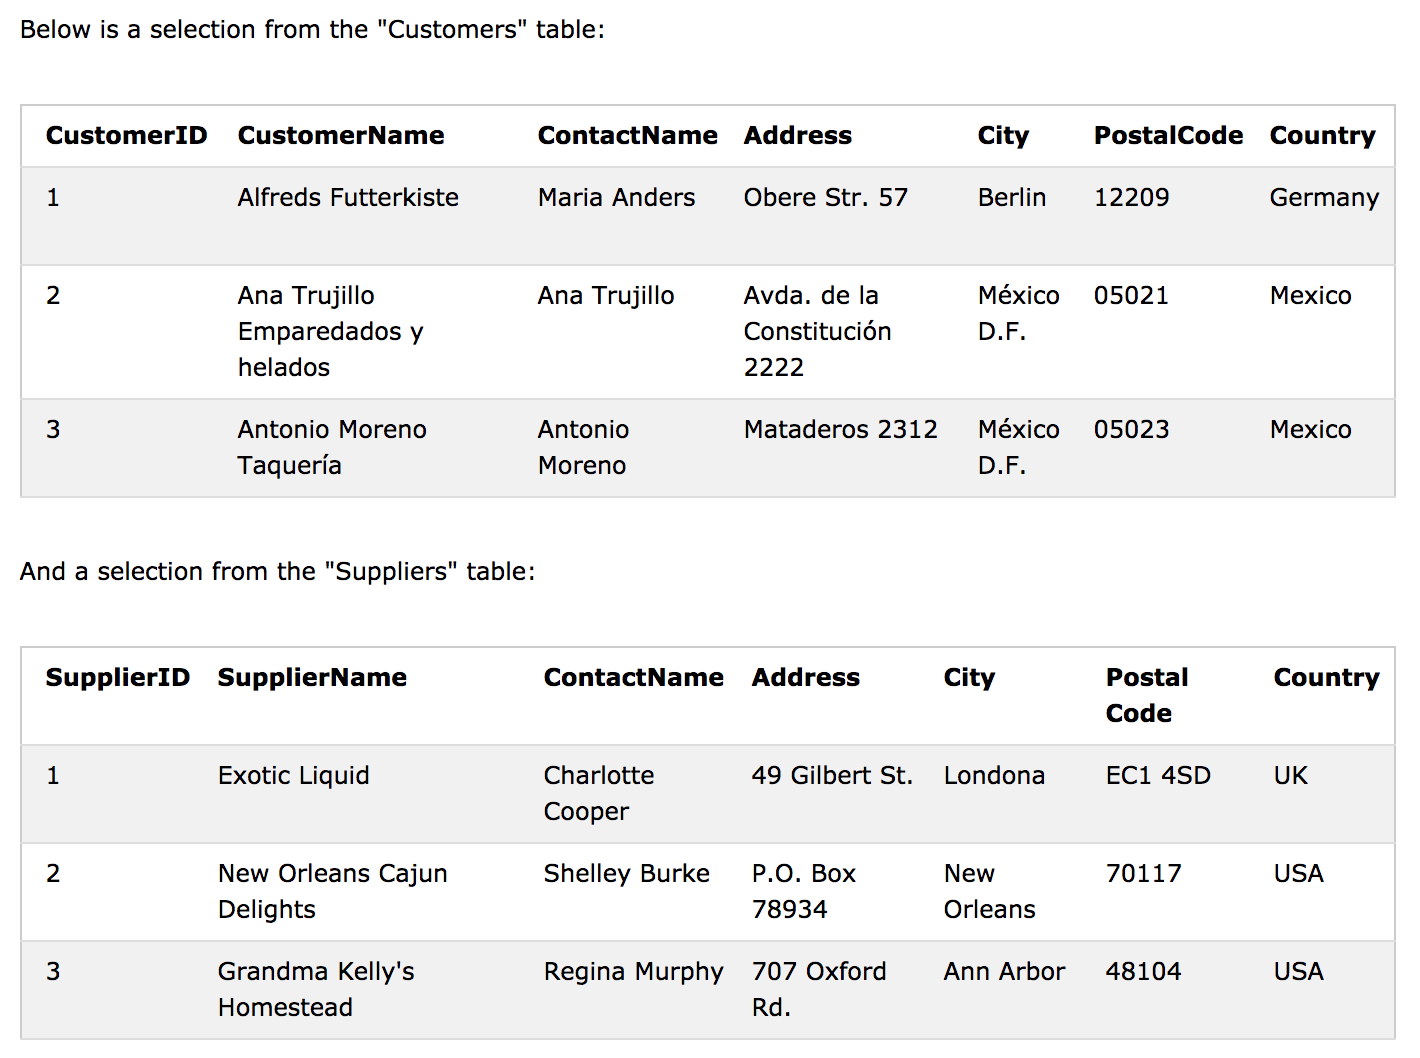 Below is a selection from the "Customers" table:
CustomerID CustomerName ContactName Address City PostalCode Country
1 Alfreds Futterkiste Maria Anders Obere Str. 57 Berlin 12209 Germany
2 Ana Trujillo Ana Trujillo Avda. de la México 05021 Mexico
Emparedados y Constitución D.F.
helados 2222
3 Antonio Moreno Antonio Mataderos 2312 México 05023 Mexico
Taquería Moreno D.F.
And a selection from the "Suppliers" table:
SupplierID SupplierName ContactName Address City Postal Country
Code
1 Exotic Liquid Charlotte 49 Gilbert St. Londona EC1 4SD UK
Cooper
2 New Orleans Cajun Shelley Burke P.O. Box New 70117 USA
Delights 78934 Orleans
3 Grandma Kelly's Regina Murphy 707 Oxford Ann Arbor 48104 USA
Homestead Rd.